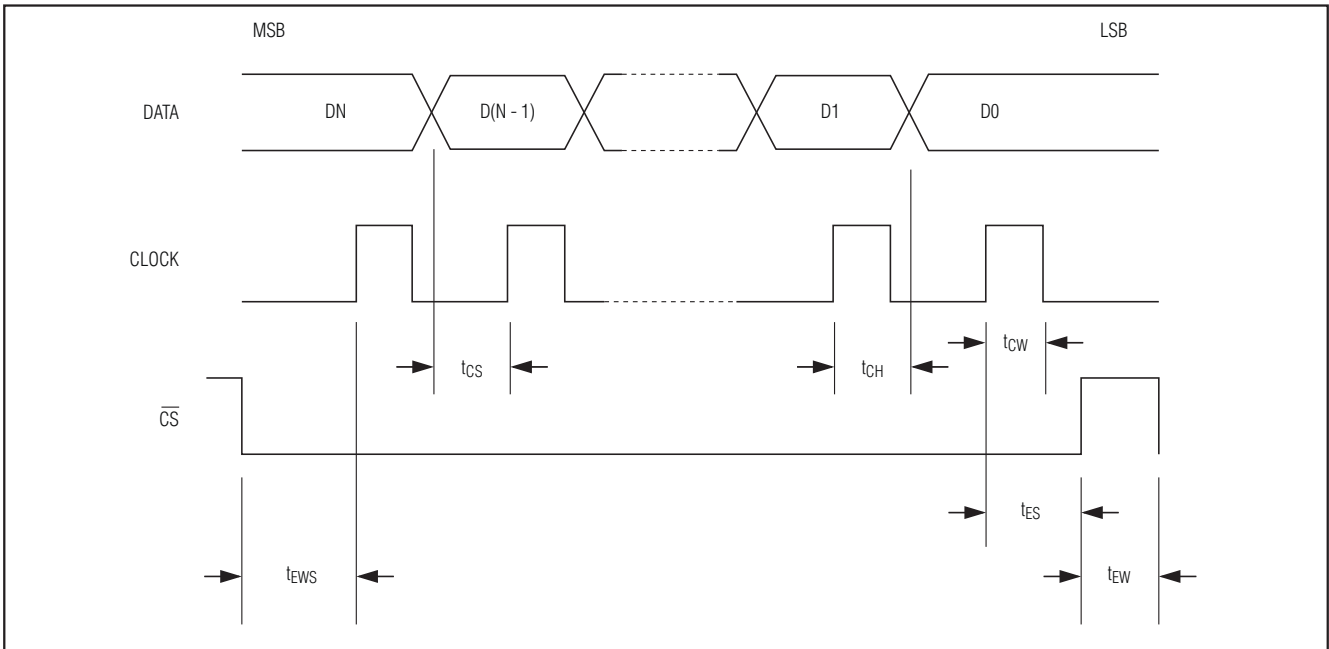 MSB
LSB
DATA
DN
D(N - 1)
D1
D0
CLOCK
tCS
tCH
tCW
CS
tES
tEWS
tEW